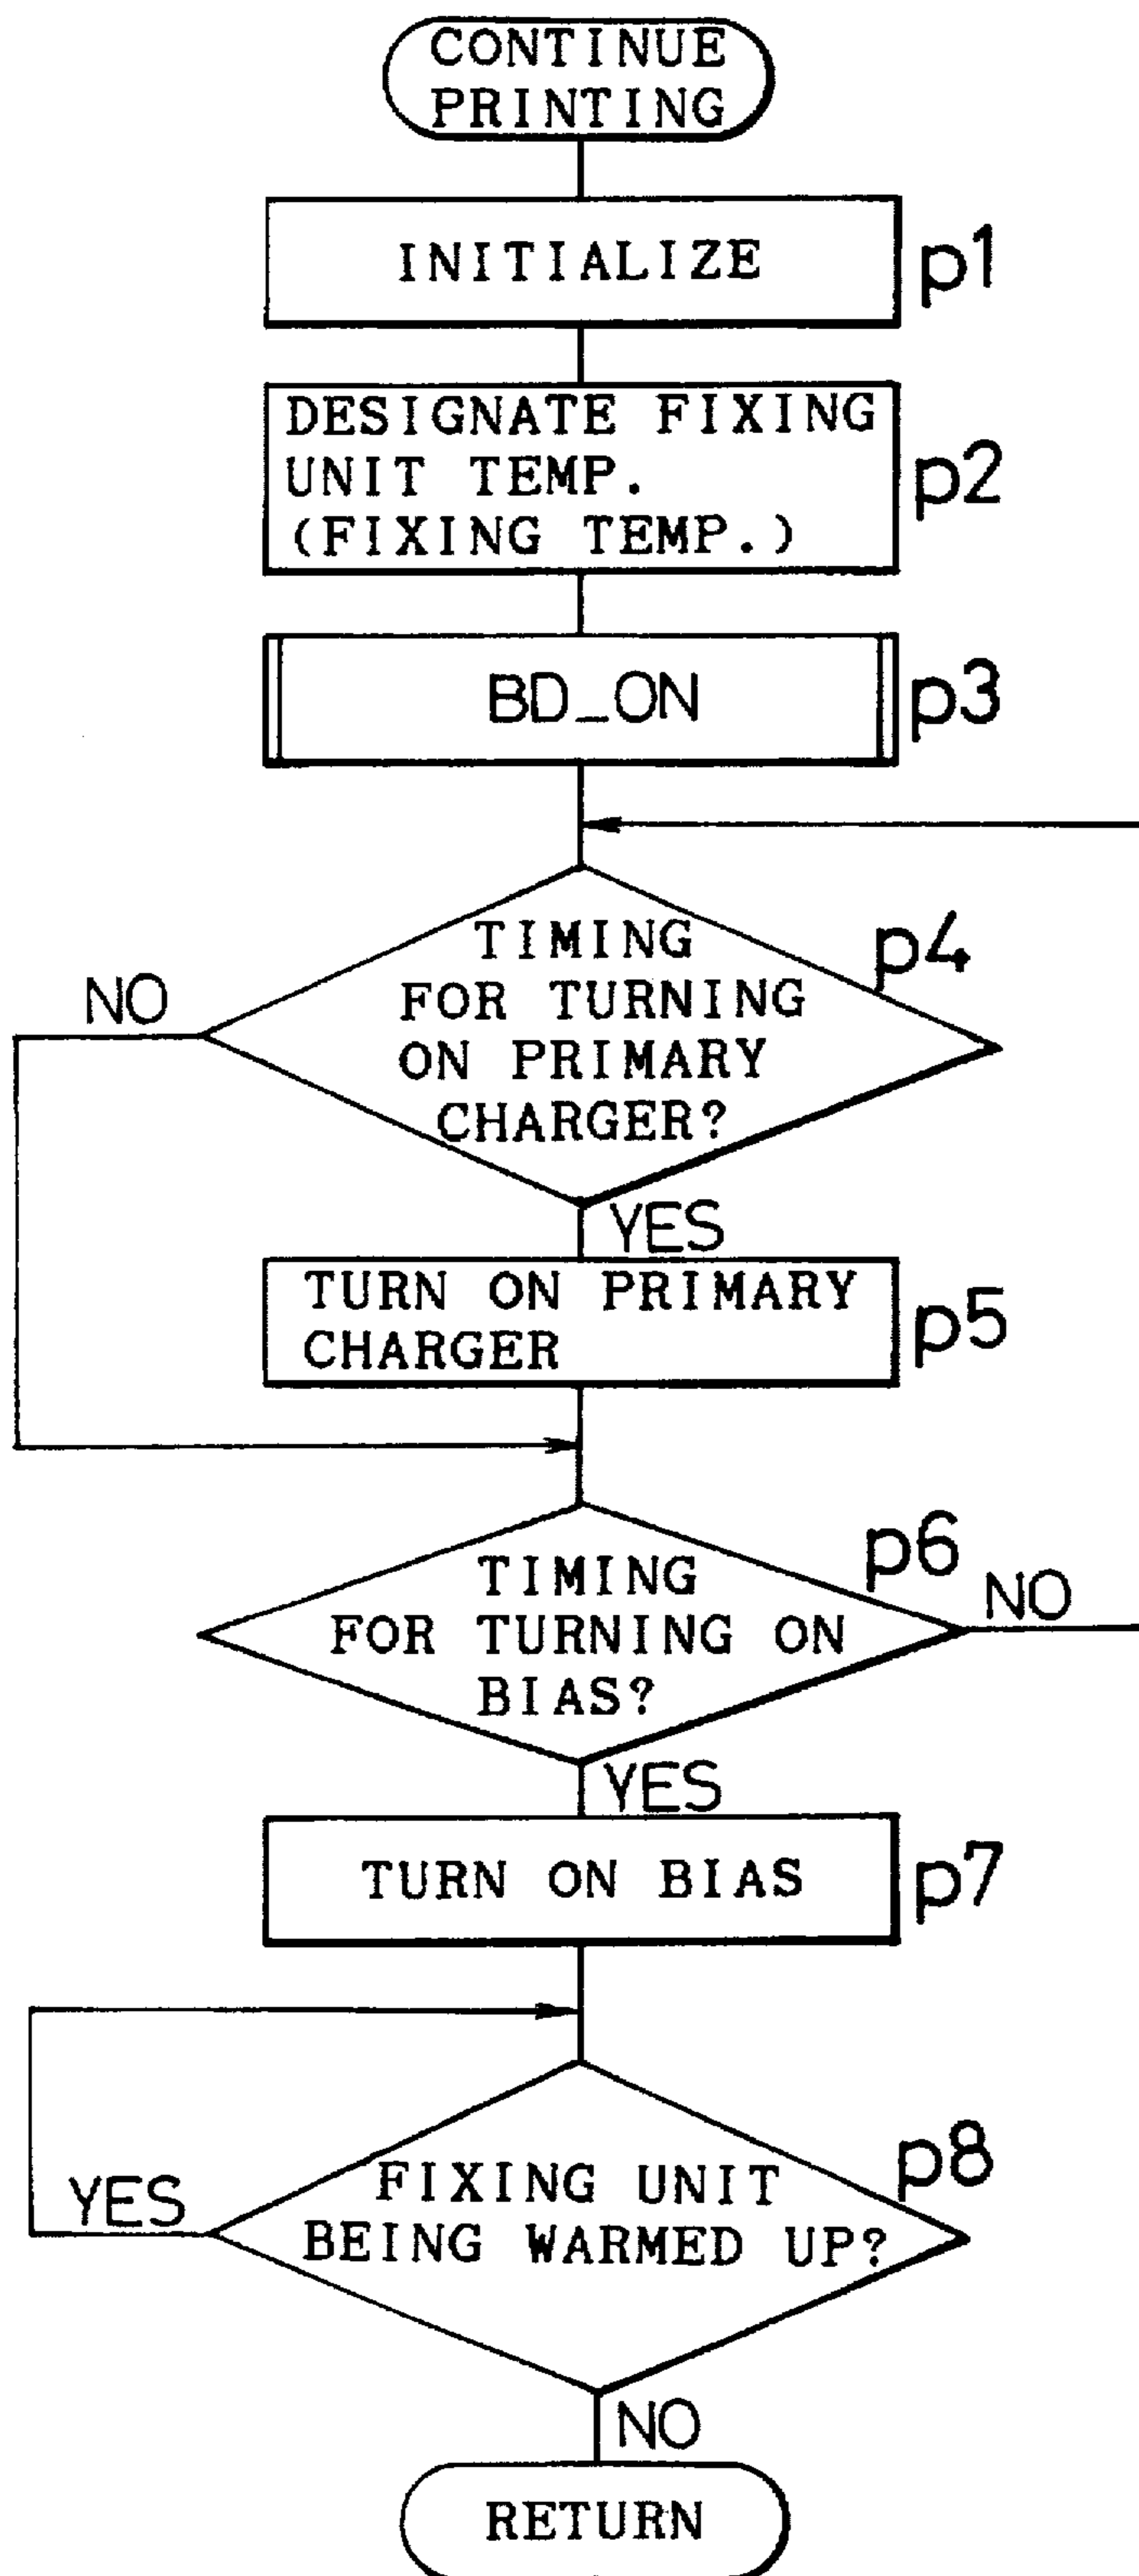 CONTINUE
PRINTING
INITIALIZE
p1
DESIGNATE FIXING
UNIT TEMP.
(FIXING TEMP.)
p2
BD_ON
p3
TIMING
FOR TURNING
ON PRIMARY
CHARGER?
p4
NO
YES
TURN ON PRIMARY
CHARGER
p5
TIMING
FOR TURNING ON
BIAS?
p6
NO
YES
TURN ON BIAS
p7
FIXING UNIT
BEING WARMED UP?
p8
YES
NO
RETURN